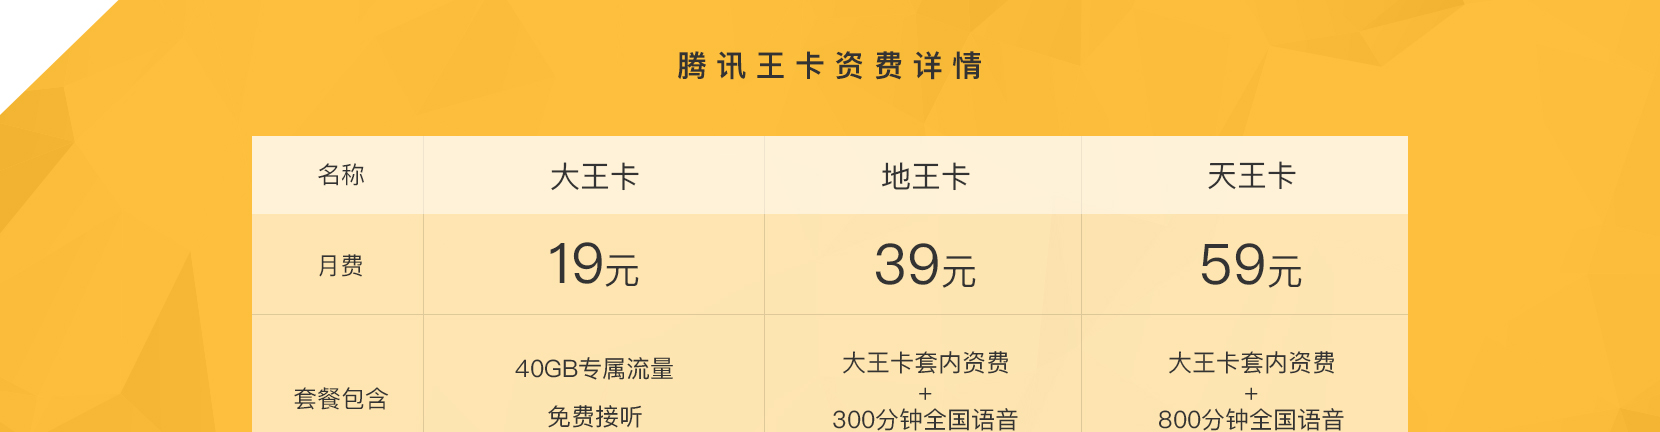 腾讯王卡资费详情
名称 大王卡 地王卡 天王卡
月费 19元 39元 59元
套餐包含
40GB专属流量
免费接听
大王卡套内资费
+
300分钟全国语音
大王卡套内资费
+
800分钟全国语音